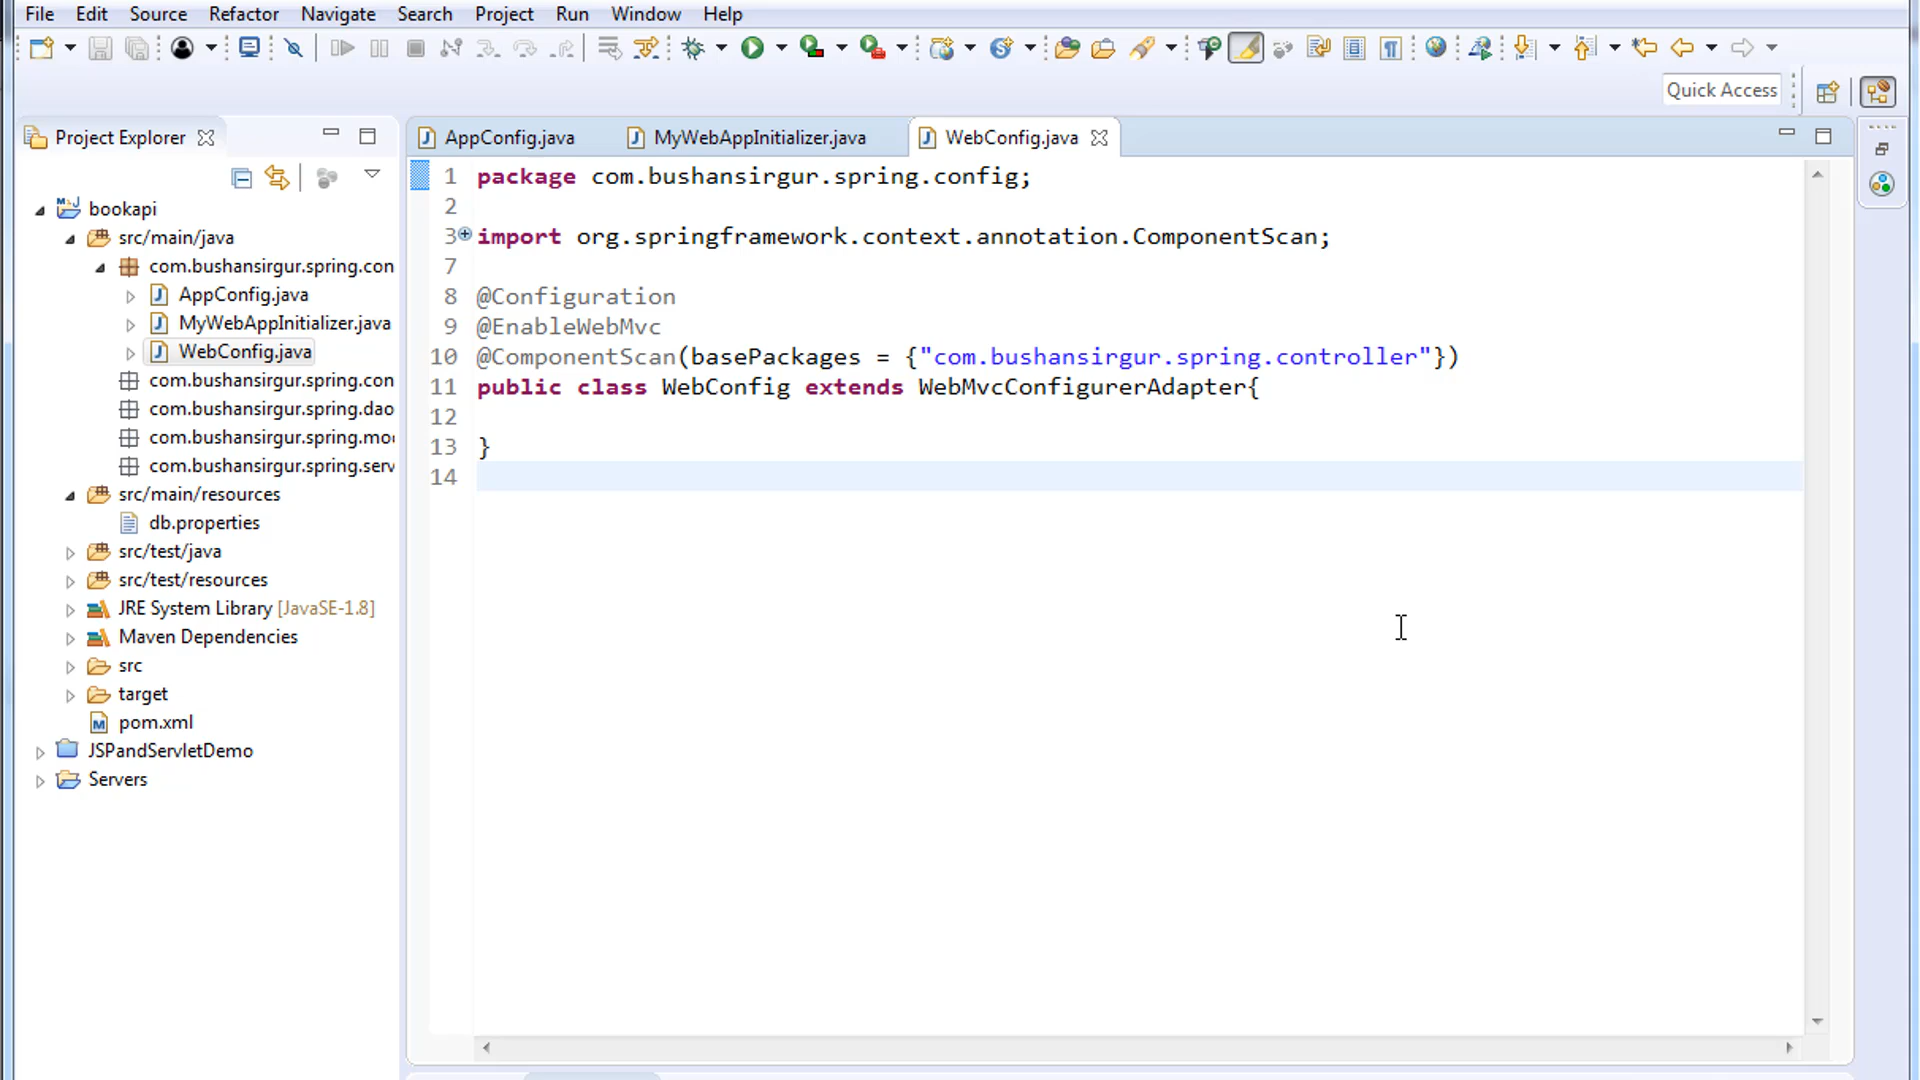 File Edit Source Refactor Navigate Search Project Run Window Help
Quick Access
Project Explorer
AppConfig.java MyWebAppInitializer.java WebConfig.java
bookapi
src/main/java
com.bushansirgur.spring.con
AppConfig.java
MyWebAppInitializer.java
WebConfig.java
com.bushansirgur.spring.con
com.bushansirgur.spring.dao
com.bushansirgur.spring.mo
com.bushansirgur.spring.serv
src/main/resources
db.properties
src/test/java
src/test/resources
JRE System Library [JavaSE-1.8]
Maven Dependencies
src
target
pom.xml
JSPandServletDemo
Servers
1 package com.bushansirgur.spring.config;
2
3 import org.springframework.context.annotation.ComponentScan;
7
8 @Configuration
9 @EnableWebMvc
10 @ComponentScan(basePackages = {"com.bushansirgur.spring.controller"})
11 public class WebConfig extends WebMvcConfigurerAdapter{
12
13 }
14